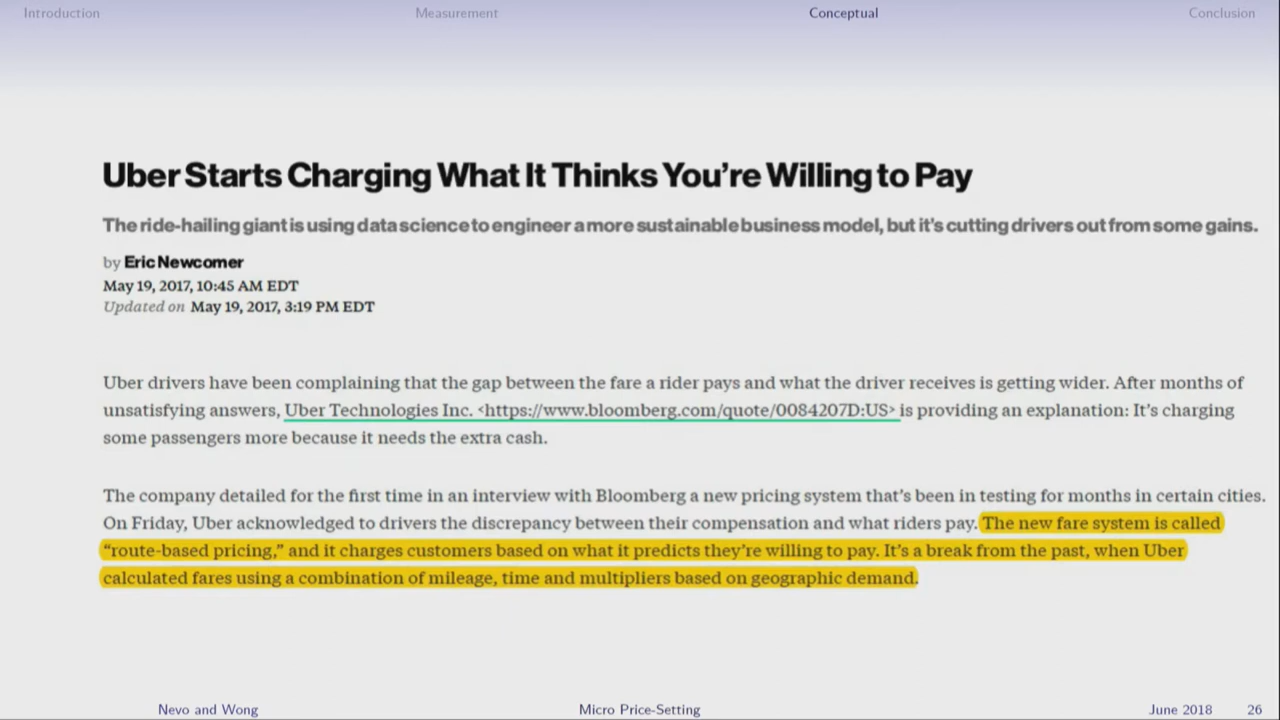 Introduction Measurement Conceptual Conclusion
Uber Starts Charging What It Thinks You're Willing to Pay
The ride-hailing giant is using data science to engineer a more sustainable business model, but it's cutting drivers out from some gains.
by Eric Newcomer
May 19, 2017, 10:45 AM EDT
Updated on May 19, 2017, 3:19 PM EDT
Uber drivers have been complaining that the gap between the fare a rider pays and what the driver receives is getting wider. After months of
unsatisfying answers, Uber Technologies Inc. <https://www.bloomberg.com/quote/0084207D:US> is providing an explanation: It's charging
some passengers more because it needs the extra cash.
The company detailed for the first time in an interview with Bloomberg a new pricing system that's been in testing for months in certain cities.
On Friday, Uber acknowledged to drivers the discrepancy between their compensation and what riders pay. The new fare system is called
“route-based pricing,” and it charges customers based on what it predicts they're willing to pay. It's a break from the past, when Uber
calculated fares using a combination of mileage, time and multipliers based on geographic demand.
Nevo and Wong Micro Price-Setting June 2018 26